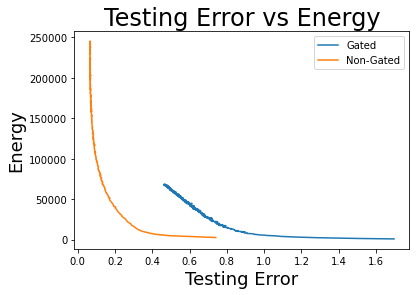 Testing Error vs Energy
Gated
Non-Gated
Energy
250000
200000
150000
100000
50000
0
0.0 0.2 0.4 0.6 0.8 1.0 1.2 1.4 1.6
Testing Error